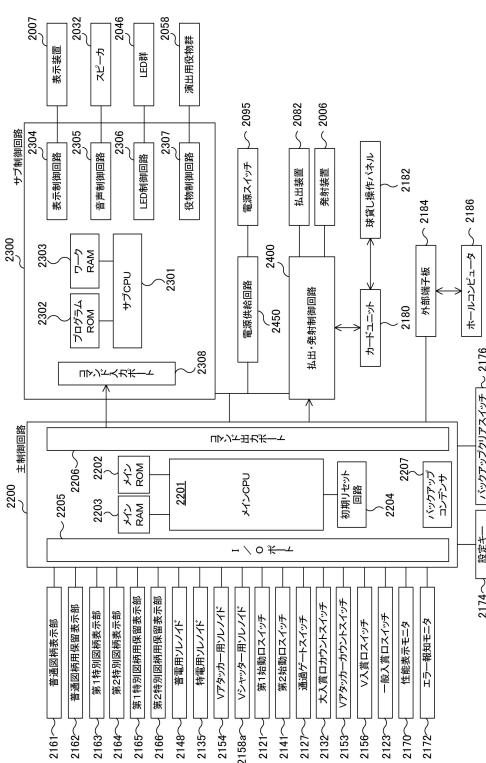 2161 普通図柄表示部
2162 普通図柄用保留表示部
2163 第1特別図柄表示部
2164 第2特別図柄表示部
2165 第1特別図柄用保留表示部
2166 第2特別図柄用保留表示部
2148 普電用ソレノイド
2135 特電用ソレノイド
2154 Vアタッカー用ソレノイド
2158a Vシャッター用ソレノイド
2121 第1始動口スイッチ
2141 第2始動口スイッチ
2127 通過ゲートスイッチ
2132 大入賞口カウントスイッチ
2153 Vアタッカーカウントスイッチ
2156 V入賞口スイッチ
2123 一般入賞口スイッチ
2170 性能表示モニタ
2172 エラー報知モニタ
2200
主制御回路
2205
I/Oポート
2206
コマンド出力ポート
2203
メイン
RAM
2202
メイン
ROM
2201
メインCPU
初期リセット
回路
2204
2207
バックアップ
コンデンサ
2174
設定キー
バックアップクリアスイッチ
2176
2300
サブ制御回路
コマンド入力ポート
2308
2302
プログラム
ROM
2303
ワーク
RAM
サブCPU
2301
2304
表示制御回路
2305
音声制御回路
2306
LED制御回路
2307
役物制御回路
表示装置
2007
スピーカ
2032
LED群
2046
演出用役物群
2058
電源供給回路
2450
電源スイッチ
2095
2400
払出・発射制御回路
払出装置
2082
発射装置
2006
カードユニット
2180
球貸し操作パネル
2182
外部端子板
2184
ホールコンピュータ
2186